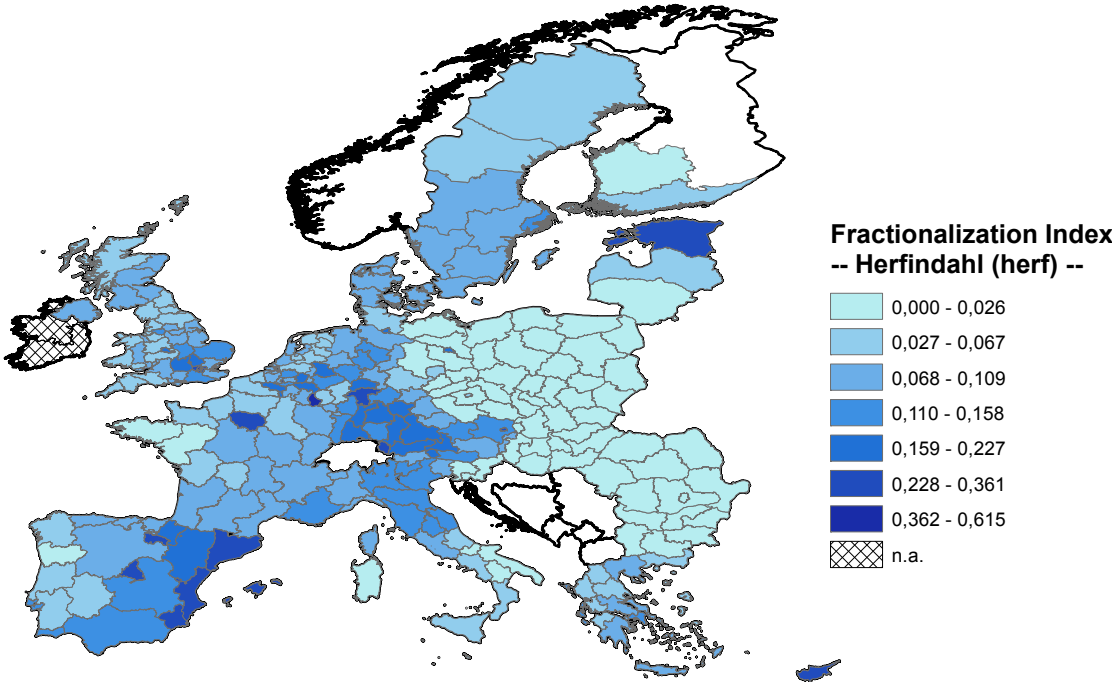 Fractionalization Index
-- Herfindahl (herf) --
0,000 - 0,026
0,027 - 0,067
0,068 - 0,109
0,110 - 0,158
0,159 - 0,227
0,228 - 0,361
0,362 - 0,615
n.a.